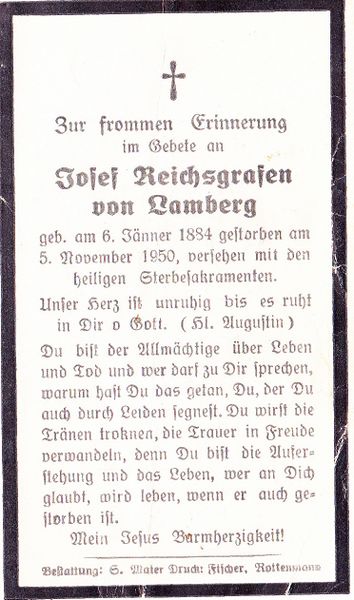 Zur frommen Erinnerung
im Gebete an
Josef Reichsgrafen
von Lamberg
geb. am 6. Jänner 1884 gestorben am
5. November 1950, versehen mit den
heiligen Sterbesakramenten.
Unser Herz ist unruhig bis es ruht
in Dir o Gott. (Hl. Augustin)
Du bist der Allmächtige über Leben
und Tod und wer darf zu Dir sprechen,
warum hast Du das getan, Du, der Du
auch durch Leiden segnest. Du wirst die
Tränen troknen, die Trauer in Freude
verwandeln, denn Du bist die Aufer-
stehung und das Leben, wer an Dich
glaubt, wird leben, wenn er auch ge-
storben ist.
Mein Jesus Barmherzigkeit!
Bestattung: S. Maier Druck: Fischer, Rottenmann